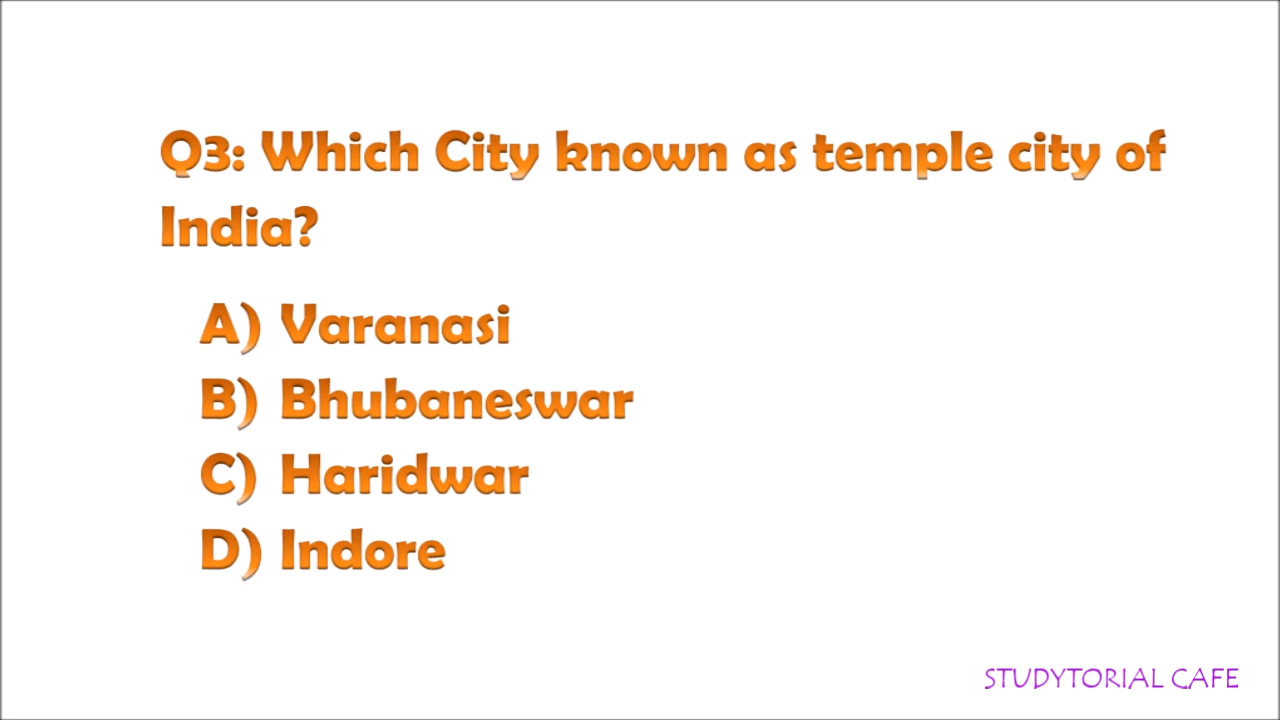 Q3: Which City known as temple city of
India?
A) Varanasi
B) Bhubaneswar
C) Haridwar
D) Indore
STUDYTORIAL CAFE